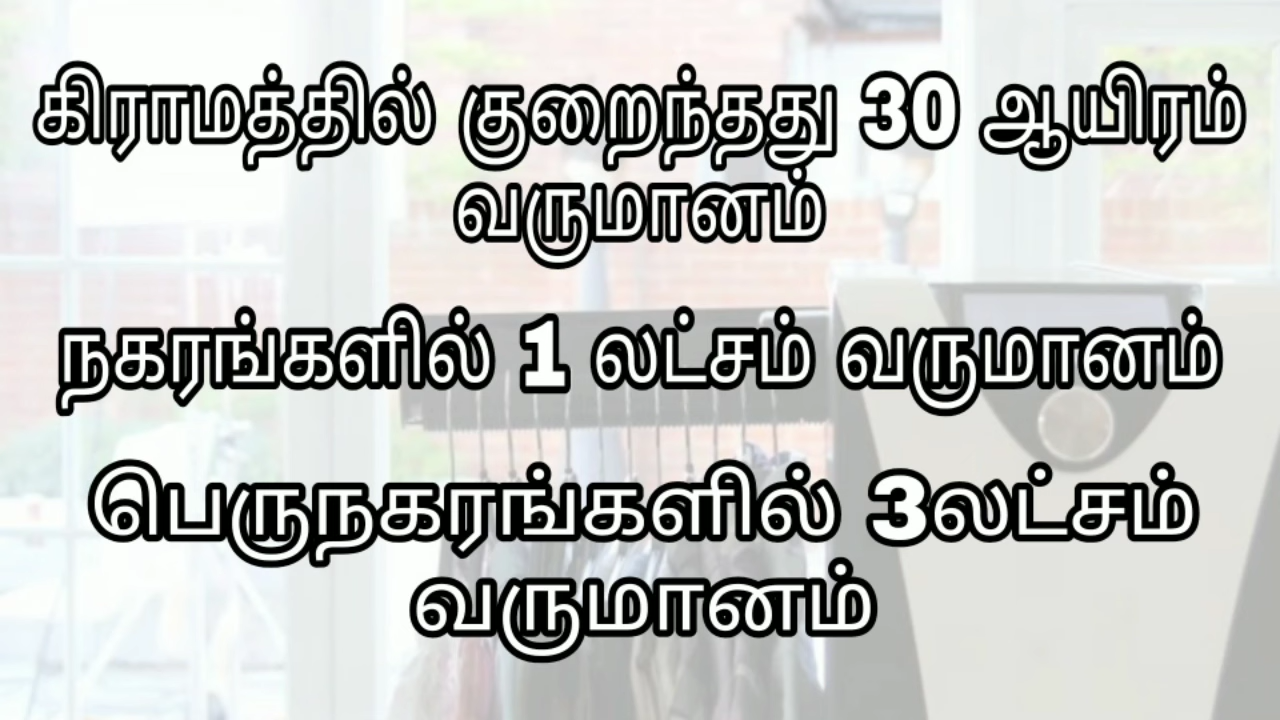 கிராமத்தில் குறைந்தது 30 ஆயிரம்
வருமானம்
நகரங்களில் 1 லட்சம் வருமானம்
பெருநகரங்களில் 3லட்சம்
வருமானம்